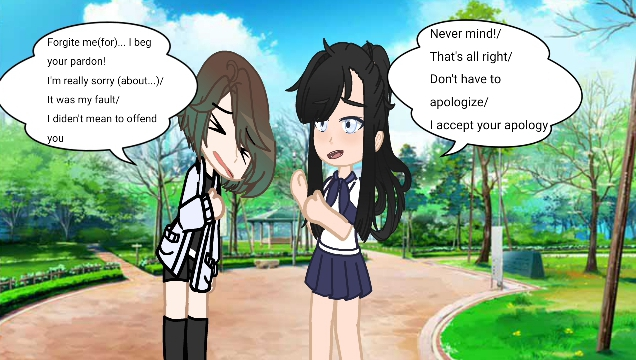 Forgite me(for)... I beg
your pardon!
I'm really sorry (about...)/
It was my fault/
I diden't mean to offend
you
Never mind!/
That's all right/
Don't have to
apologize/
I accept your apology